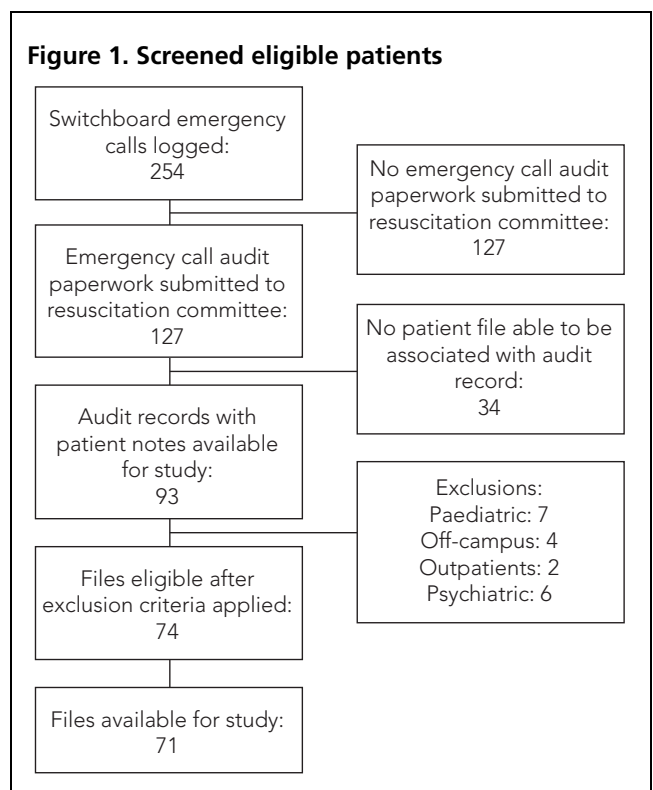 Figure 1. Screened eligible patients
Switchboard emergency
calls logged:
254
No emergency call audit
paperwork submitted to
resuscitation committee:
127
Emergency call audit
paperwork submitted to
resuscitation committee:
127
No patient file able to be
associated with audit
record:
34
Audit records with
patient notes available
for study:
93
Exclusions:
Paediatric: 7
Off-campus: 4
Outpatients: 2
Psychiatric: 6
Files eligible after
exclusion criteria applied:
74
Files available for study:
71